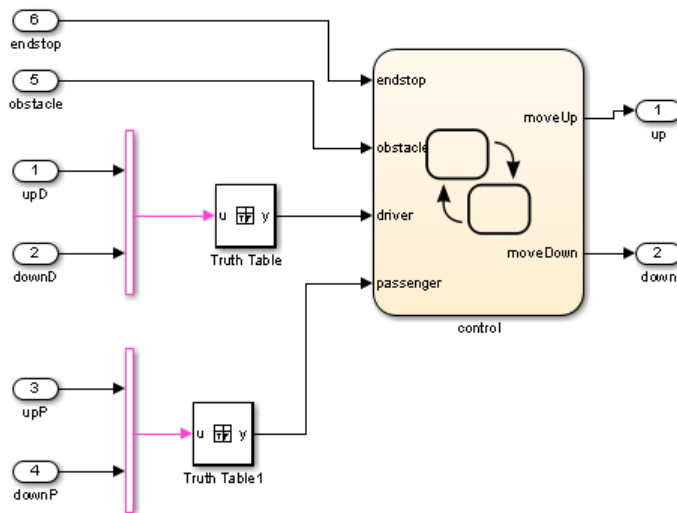 6
endstop
5
obstacle
1
upD
2
downD
u y
Truth Table
3
upP
4
downP
u y
Truth Table1
endstop
obstacle
driver
passenger
moveUp
moveDown
control
1
up
2
down